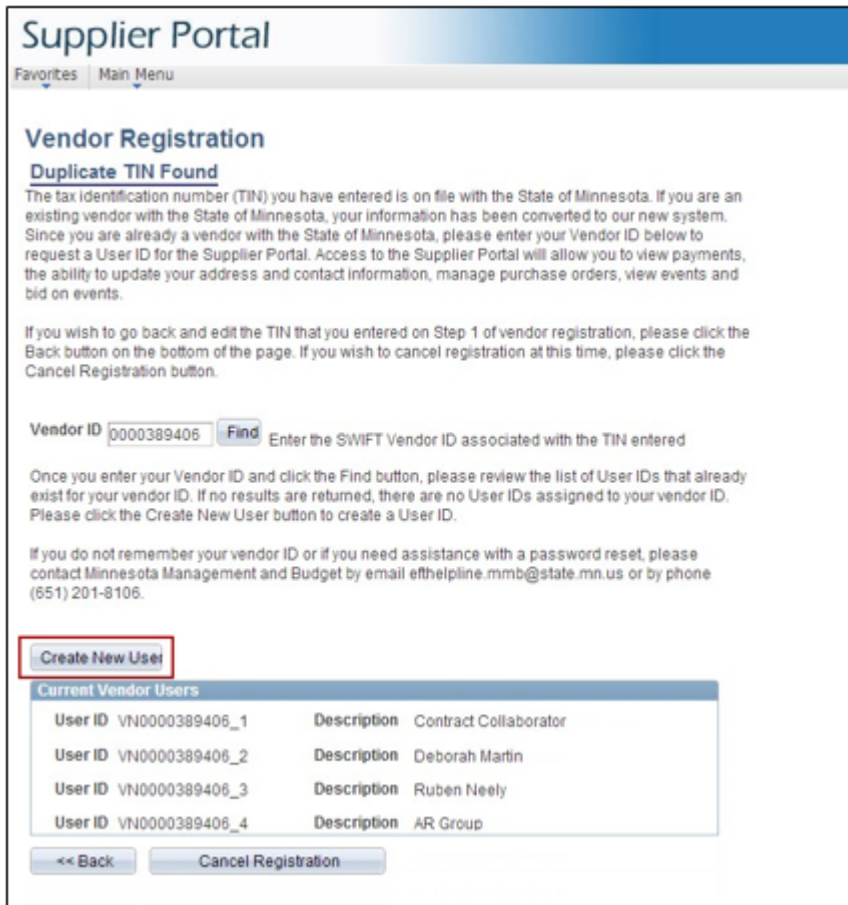 Supplier Portal
Favorites Main Menu
Vendor Registration
Duplicate TIN Found
The tax identification number (TIN) you have entered is on file with the State of Minnesota. If you are an
existing vendor with the State of Minnesota, your information has been converted to our new system.
Since you are already a vendor with the State of Minnesota, please enter your Vendor ID below to
request a User ID for the Supplier Portal. Access to the Supplier Portal will allow you to view payments,
the ability to update your address and contact information, manage purchase orders, view events and
bid on events.
If you wish to go back and edit the TIN that you entered on Step 1 of vendor registration, please click the
Back button on the bottom of the page. If you wish to cancel registration at this time, please click the
Cancel Registration button.
Vendor ID 0000389406 Find Enter the SWIFT Vendor ID associated with the TIN entered
Once you enter your Vendor ID and click the Find button, please review the list of User IDs that already
exist for your vendor ID. If no results are returned, there are no User IDs assigned to your vendor ID.
Please click the Create New User button to create a User ID.
If you do not remember your vendor ID or if you need assistance with a password reset, please
contact Minnesota Management and Budget by email efthelpline.mmb@state.mn.us or by phone
(651) 201-8106.
Create New User
Current Vendor Users
User ID VN0000389406_1 Description Contract Collaborator
User ID VN0000389406_2 Description Deborah Martin
User ID VN0000389406_3 Description Ruben Neely
User ID VN0000389406_4 Description AR Group
<< Back Cancel Registration